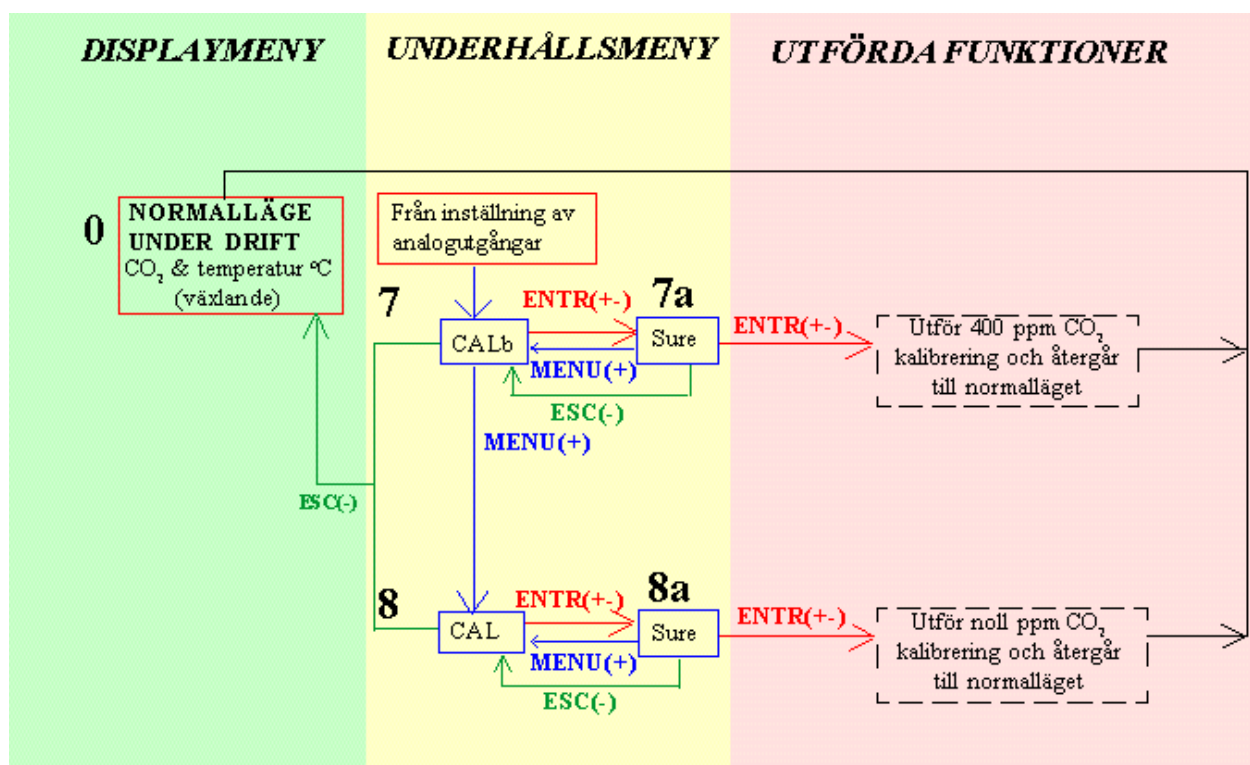 DISPLAYMENY
UNDERHÅLLSMENY
UTFÖRDA FUNKTIONER
0
NORMALLÄGE
UNDER DRIFT
CO₂ & temperatur ºC
(växlande)
Från inställning av
analogutgångar
7
ENTR(+-)
7a
CALb
Sure
MENU(+)
ESC(-)
ENTR(+-)
Utför 400 ppm CO₂
kalibrering och återgår
till normalläget
MENU(+)
ESC(-)
8
ENTR(+-)
8a
CAL
Sure
MENU(+)
ESC(-)
ENTR(+-)
Utför noll ppm CO₂
kalibrering och återgår
till normalläget